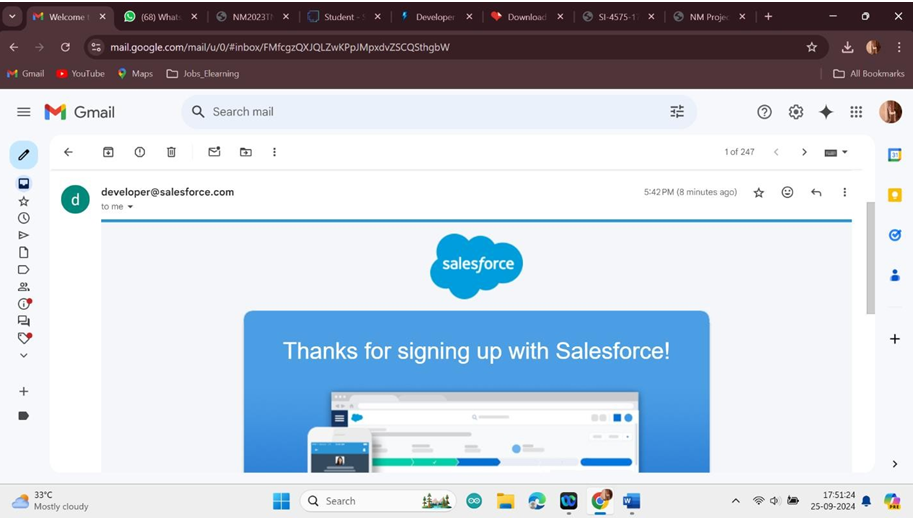 Welcome t
(68) Whats
NM2023T
Student - S
Developer
Download
SI-4575-1
NM Proje
mail.google.com/mail/u/0/#inbox/FMfcgzQXJQLZwKPpJMpxdvZSCQSthgbW
Gmail
YouTube
Maps
Jobs_Elearning
All Bookmarks
Gmail
Search mail
1 of 247
31
d
developer@salesforce.com
5:42 PM (8 minutes ago)
to me
salesforce
Thanks for signing up with Salesforce!
33°C
Mostly cloudy
Search
17:51:24
25-09-2024